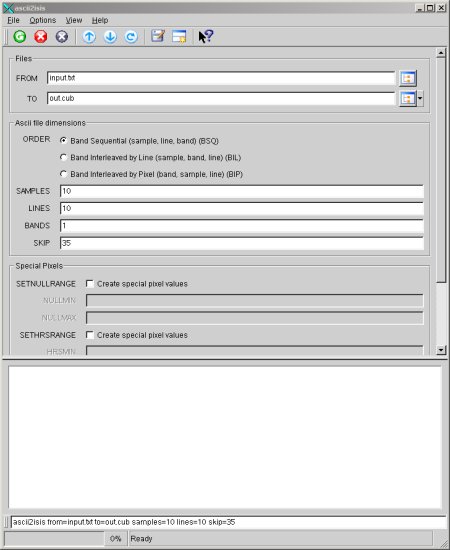 ascii2isis
File Options View Help
Files
FROM input.txt
TO out.cub
Ascii file dimensions
ORDER Band Sequential (sample, line, band) (BSQ)
Band Interleaved by Line (sample, band, line) (BIL)
Band Interleaved by Pixel (band, sample, line) (BIP)
SAMPLES 10
LINES 10
BANDS 1
SKIP 35
Special Pixels
SETNULLRANGE Create special pixel values
NULLMIN
NULLMAX
SETHRSRANGE Create special pixel values
HRSMIN
ascii2isis from=input.txt to=out.cub samples=10 lines=10 skip=35
0% Ready